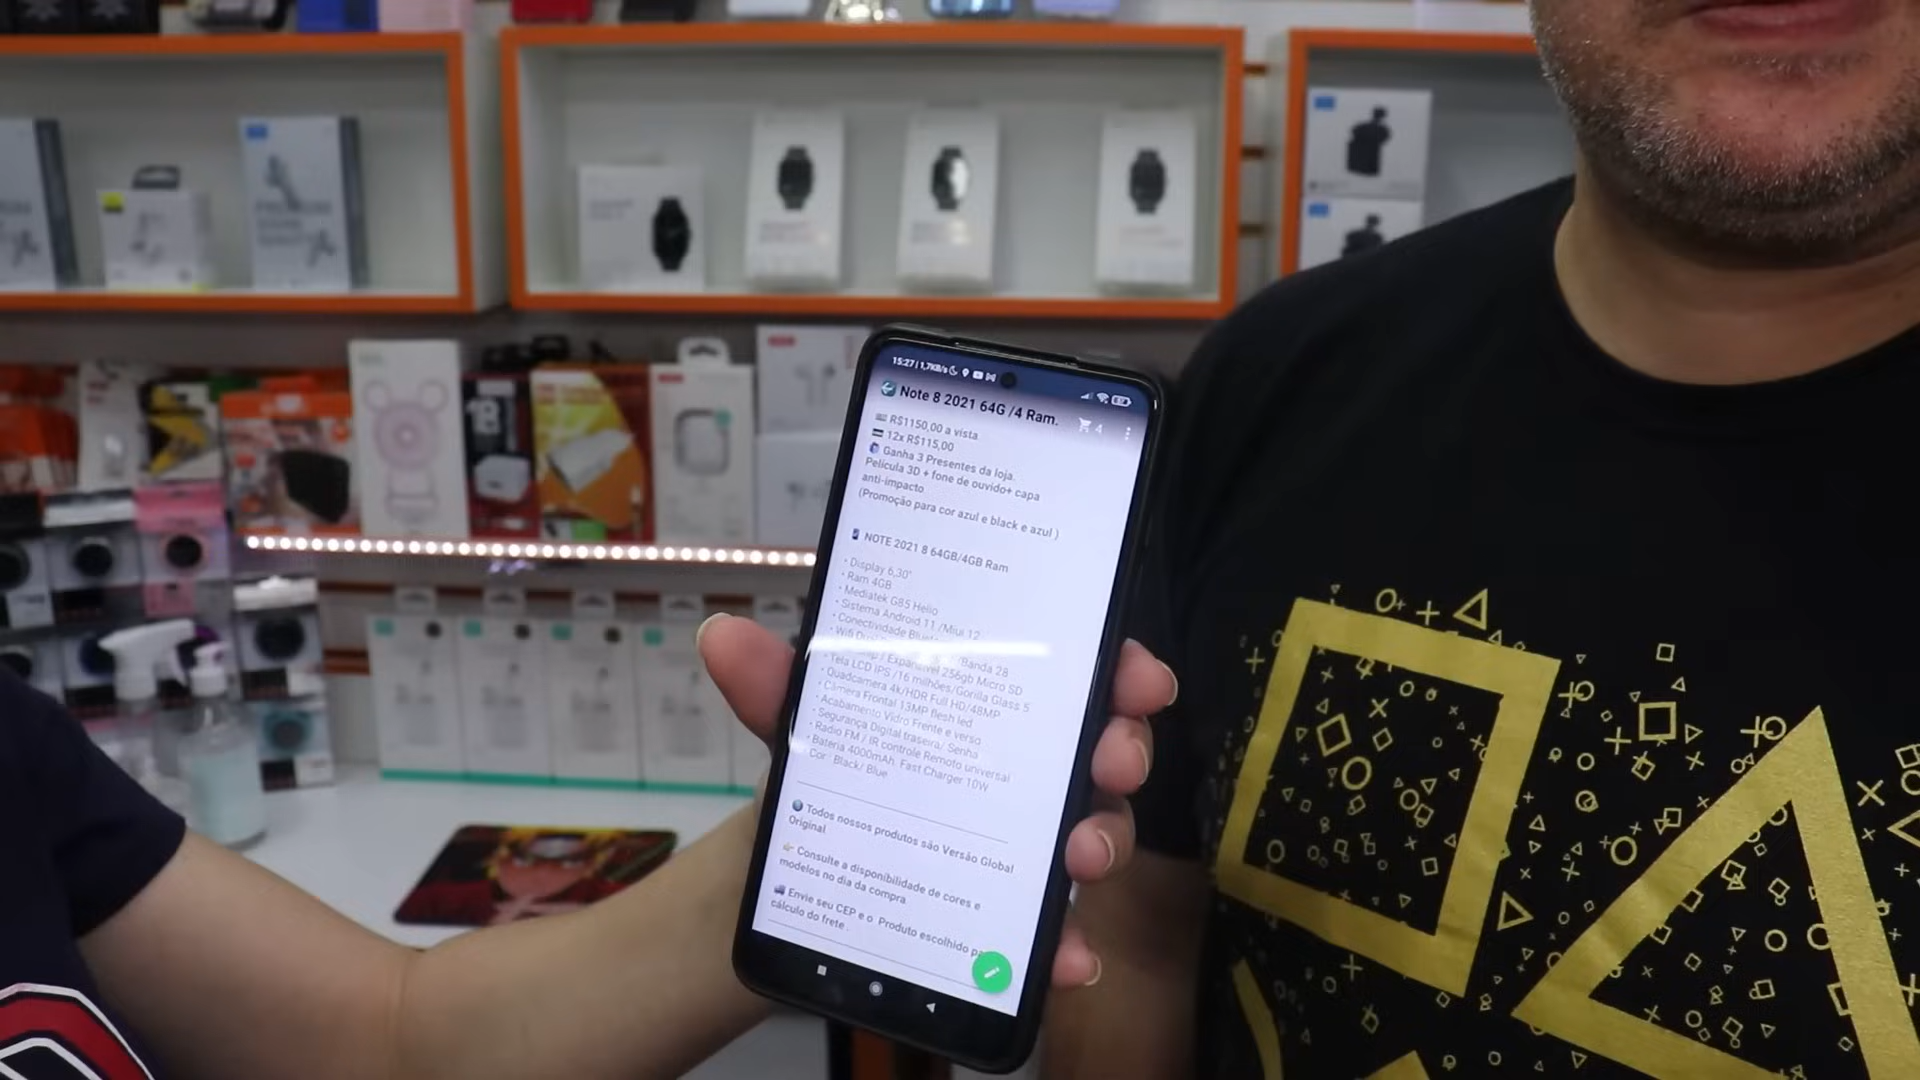 15:27 | 1,7KB/s
Note 8 2021 64G /4 Ram.
4
R$1150,00 a vista
12x R$115,00
Ganha 3 Presentes da loja.
Película 3D + fone de ouvido+ capa
anti-impacto
(Promoção para cor azul e black e azul )
NOTE 2021 8 64GB/4GB Ram
• Display 6,30"
• Ram 4GB
• Mediatek G85 Helio
• Sistema Android 11 /Miui 12
• Conectividade /Banda 28
• Wifi
/ Expansível 256gb Micro SD
• Tela LCD iPS /16 milhões/Gorilla Glass 5
• Quadcamera 4k/HDR Full HD/48MP
• Câmera Frontal 13MP flesh led
• Acabamento Vidro Frente e verso
• Segurança Digital traseira/ Senha
• Radio FM / IR controle Remoto universal
• Bateria 4000mAh. Fast Charger 10W
• Cor : Black/ Blue
Todos nossos produtos são Versão Global
Original
Consulte a disponibilidade de cores e
modelos no dia da compra
Envie seu CEP e o Produto escolhido
cálculo do frete .
18